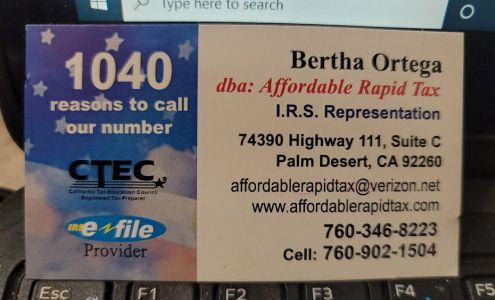 Type here to search
1040
reasons to call
our number
CTEC
California Tax Education Council
Registered Tax Preparer
IRS e-file
Provider
Bertha Ortega
dba: Affordable Rapid Tax
I.R.S. Representation
74390 Highway 111, Suite C
Palm Desert, CA 92260
affordablerapidtax@verizon.net
www.affordablerapidtax.com
760-346-8223
Cell: 760-902-1504
Esc
F1
F2
F3
F4
F5